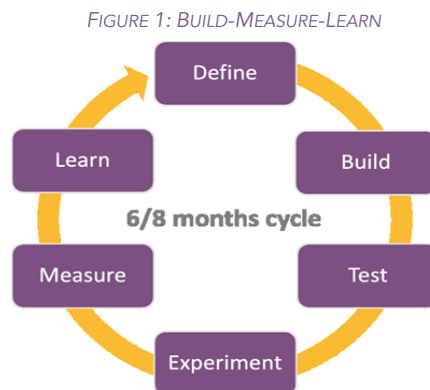 FIGURE 1: BUILD-MEASURE-LEARN
Define
Build
Test
Experiment
Measure
Learn
6/8 months cycle